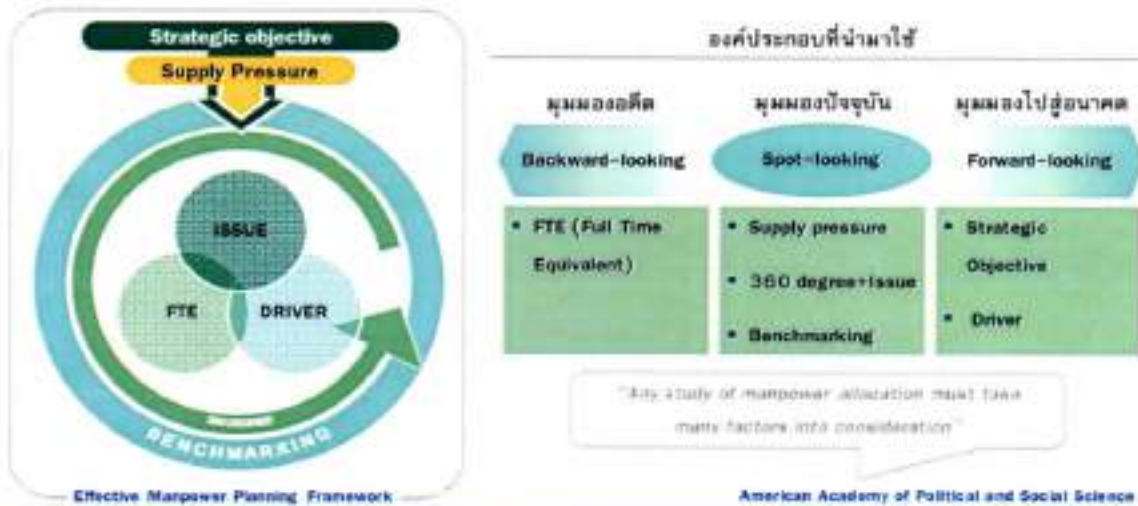 Strategic objective
Supply Pressure
ISSUE
FTE
DRIVER
BENCHMARKING
Effective Manpower Planning Framework
องค์ประกอบที่นำมาใช้
มุมมองอดีต
มุมมองปัจจุบัน
มุมมองไปสู่อนาคต
Backward-looking
Spot-looking
Forward-looking
• FTE (Full Time
Equivalent)
• Supply pressure
• 360 degree+Issue
• Benchmarking
• Strategic
Objective
• Driver
"Any study of manpower allocation must take
many factors into consideration"
American Academy of Political and Social Science